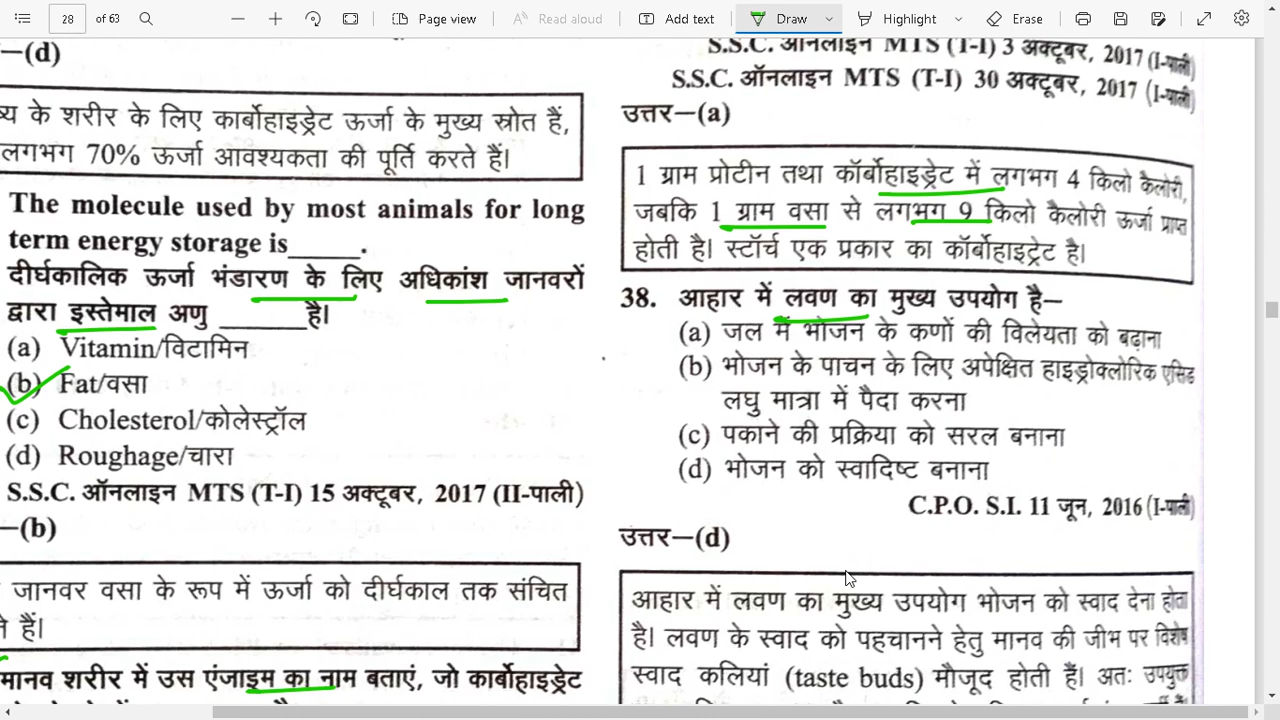 28 of 63 Page view Read aloud Add text Draw Highlight Erase
—(d)
ष्य के शरीर के लिए कार्बोहाइड्रेट ऊर्जा के मुख्य स्रोत हैं,
लगभग 70% ऊर्जा आवश्यकता की पूर्ति करते हैं।
The molecule used by most animals for long
term energy storage is_____.
दीर्घकालिक ऊर्जा भंडारण के लिए अधिकांश जानवरों
द्वारा इस्तेमाल अणु ______है।
(a) Vitamin/विटामिन
(b) Fat/वसा
(c) Cholesterol/कोलेस्ट्रॉल
(d) Roughage/चारा
S.S.C. ऑनलाइन MTS (T-I) 15 अक्टूबर, 2017 (II-पाली)
—(b)
जानवर वसा के रूप में ऊर्जा को दीर्घकाल तक संचित
ते हैं।
मानव शरीर में उस एंजाइम का नाम बताएं, जो कार्बोहाइड्रेट
S.S.C. ऑनलाइन MTS (T-I) 3 अक्टूबर, 2017 (I-पाली)
S.S.C. ऑनलाइन MTS (T-I) 30 अक्टूबर, 2017 (I-पाली)
उत्तर—(a)
1 ग्राम प्रोटीन तथा कॉर्बोहाइड्रेट में लगभग 4 किलो कैलोरी,
जबकि 1 ग्राम वसा से लगभग 9 किलो कैलोरी ऊर्जा प्राप्त
होती है। स्टॉर्च एक प्रकार का कॉर्बोहाइट्रेट है।
38. आहार में लवण का मुख्य उपयोग है—
(a) जल में भोजन के कणों की विलेयता को बढ़ाना
(b) भोजन के पाचन के लिए अपेक्षित हाइड्रोक्लोरिक एसिड
लघु मात्रा में पैदा करना
(c) पकाने की प्रक्रिया को सरल बनाना
(d) भोजन को स्वादिष्ट बनाना
C.P.O. S.I. 11 जून, 2016 (I-पाली)
उत्तर—(d)
आहार में लवण का मुख्य उपयोग भोजन को स्वाद देना होता
है। लवण के स्वाद को पहचानने हेतु मानव की जीभ पर विशेष
स्वाद कलियां (taste buds) मौजूद होती हैं। अतः उपयुक्त